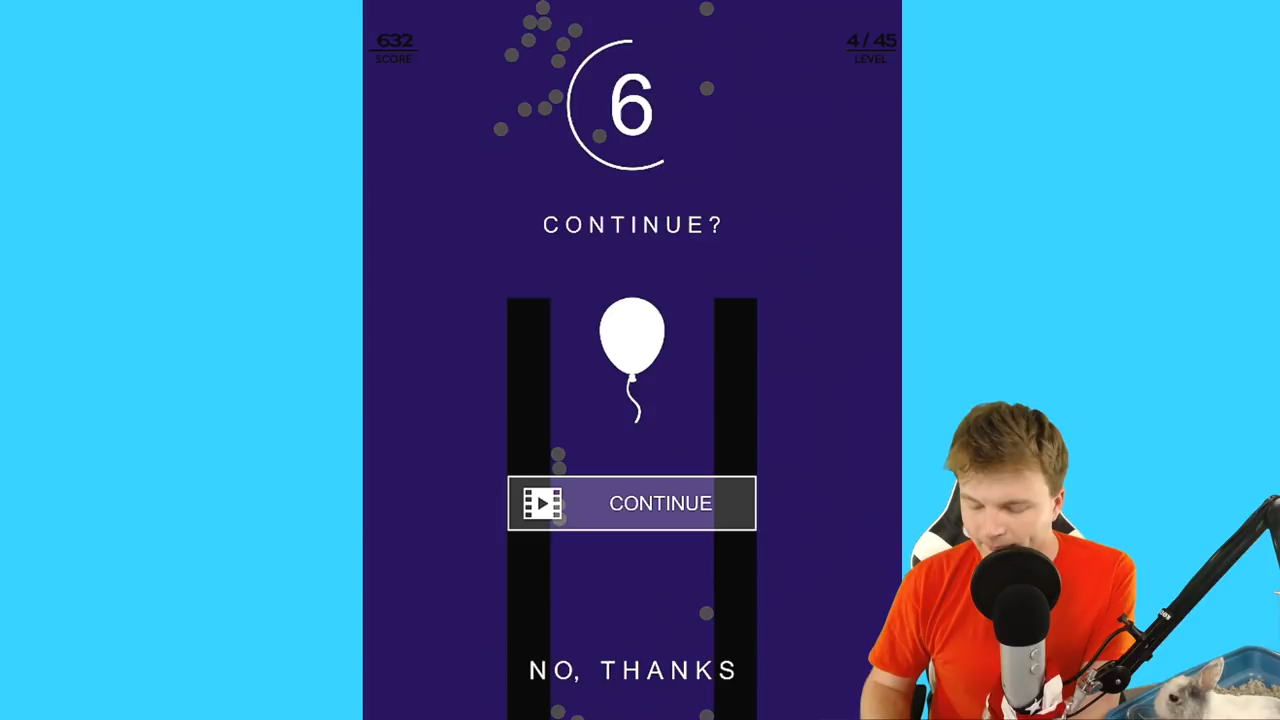 632
SCORE
4 / 45
LEVEL
6
CONTINUE?
CONTINUE
NO, THANKS